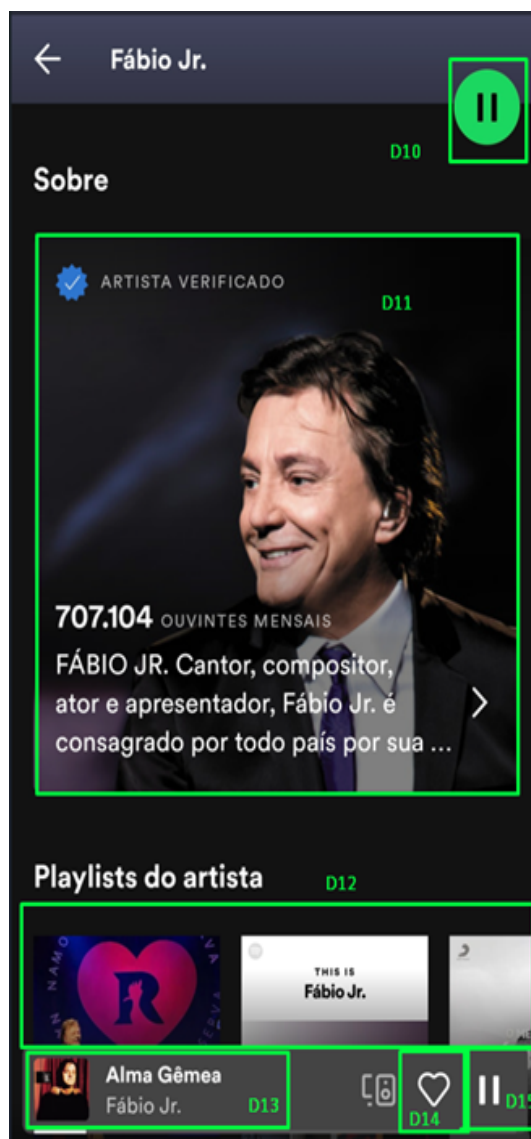 Fábio Jr.
D10
Sobre
ARTISTA VERIFICADO
D11
707.104 OUVINTES MENSAIS
FÁBIO JR. Cantor, compositor,
ator e apresentador, Fábio Jr. é
consagrado por todo país por sua ...
Playlists do artista
D12
R
THIS IS
Fábio Jr.
Alma Gêmea
Fábio Jr.
D13
D14